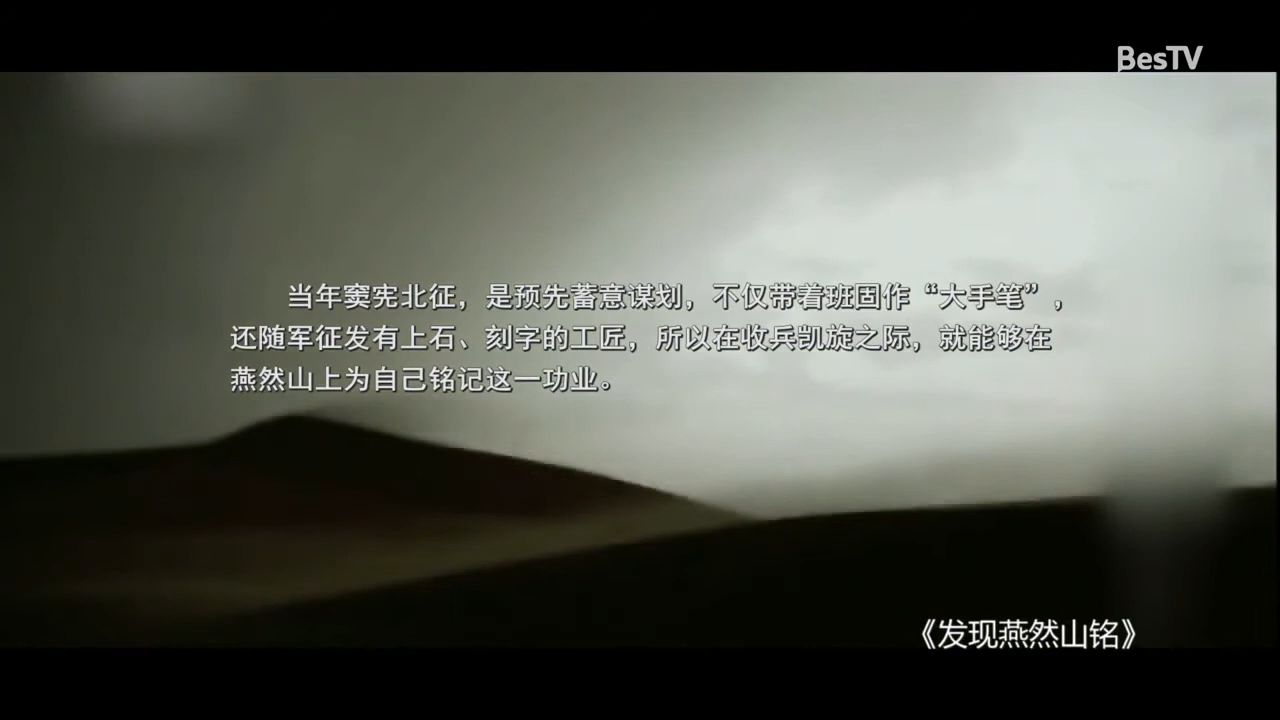 BesTV
当年窦宪北征，是预先蓄意谋划，不仅带着班固作“大手笔”，
还随军征发有上石、刻字的工匠，所以在收兵凯旋之际，就能够在
燕然山上为自己铭记这一功业。
《发现燕然山铭》